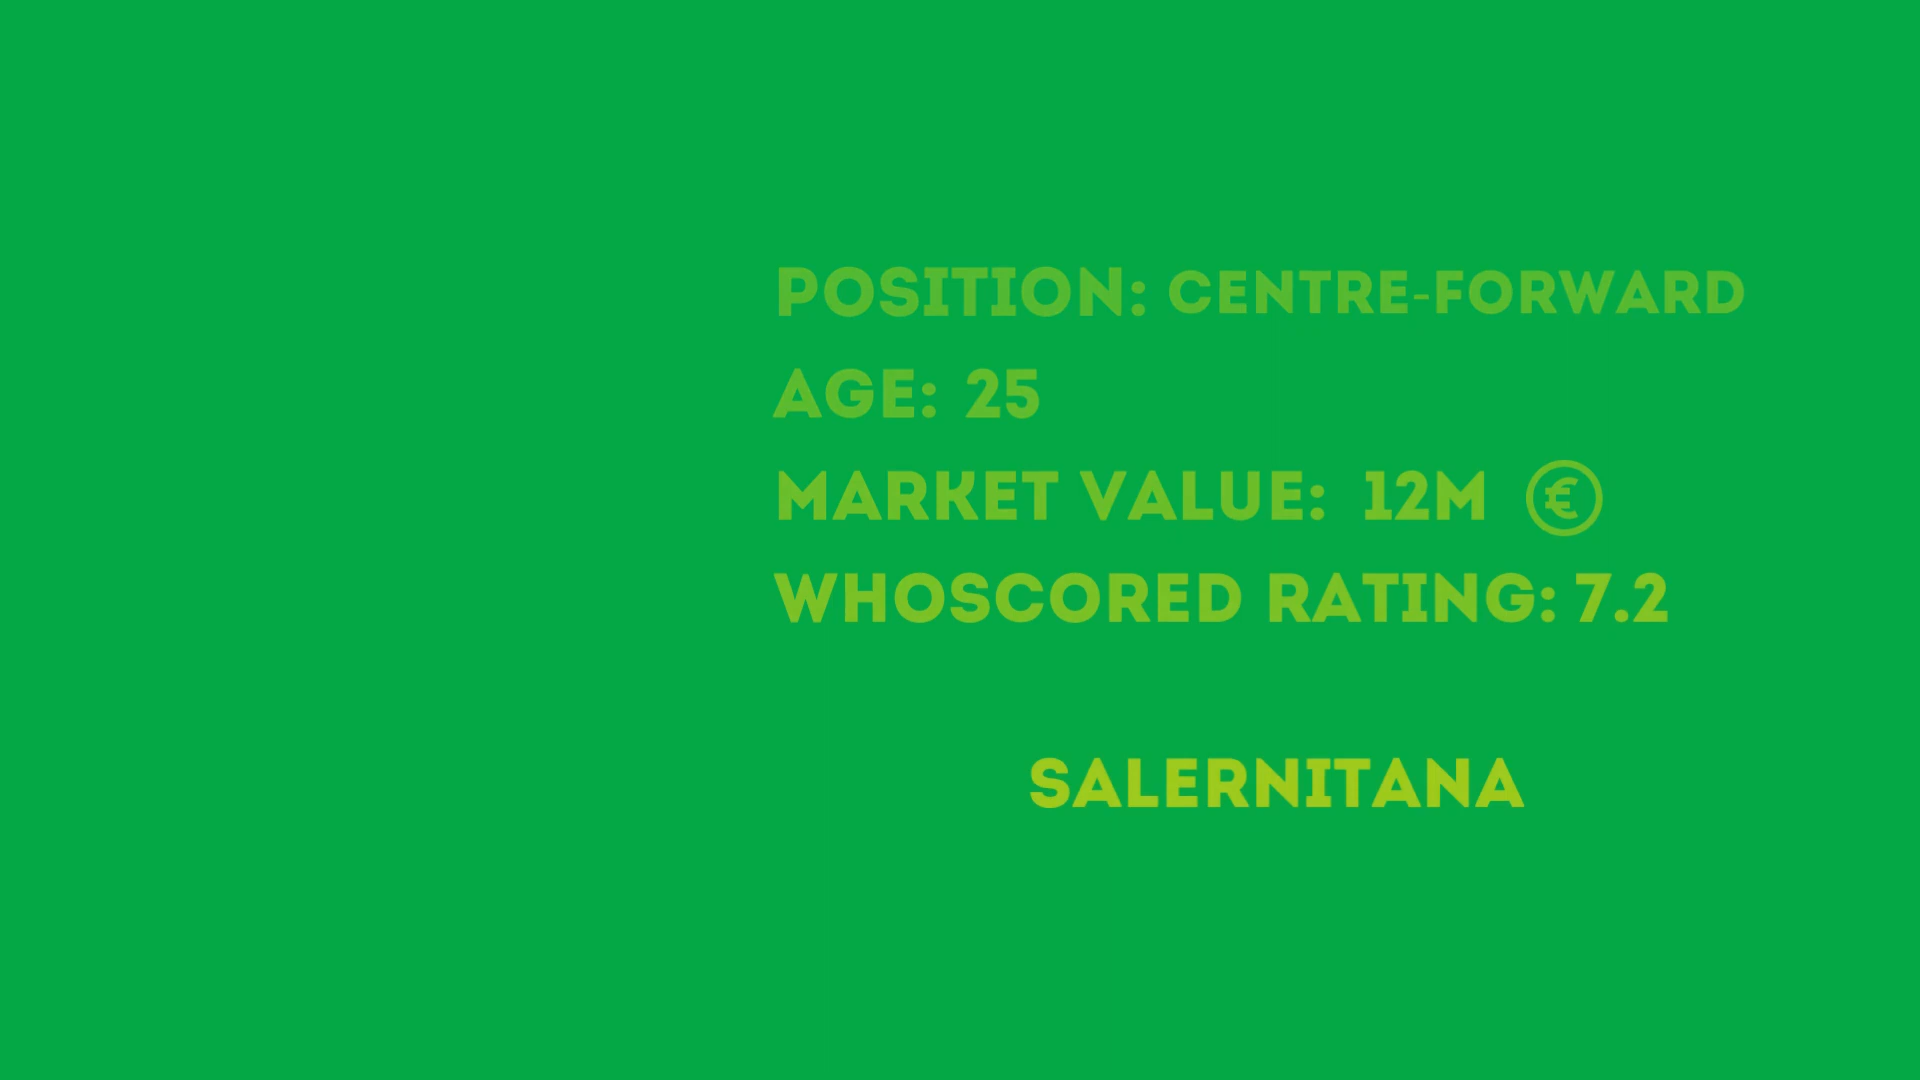 POSITION: CENTRE-FORWARD
AGE: 25
MARKET VALUE: 12M €
WHOSCORED RATING: 7.2
SALERNITANA